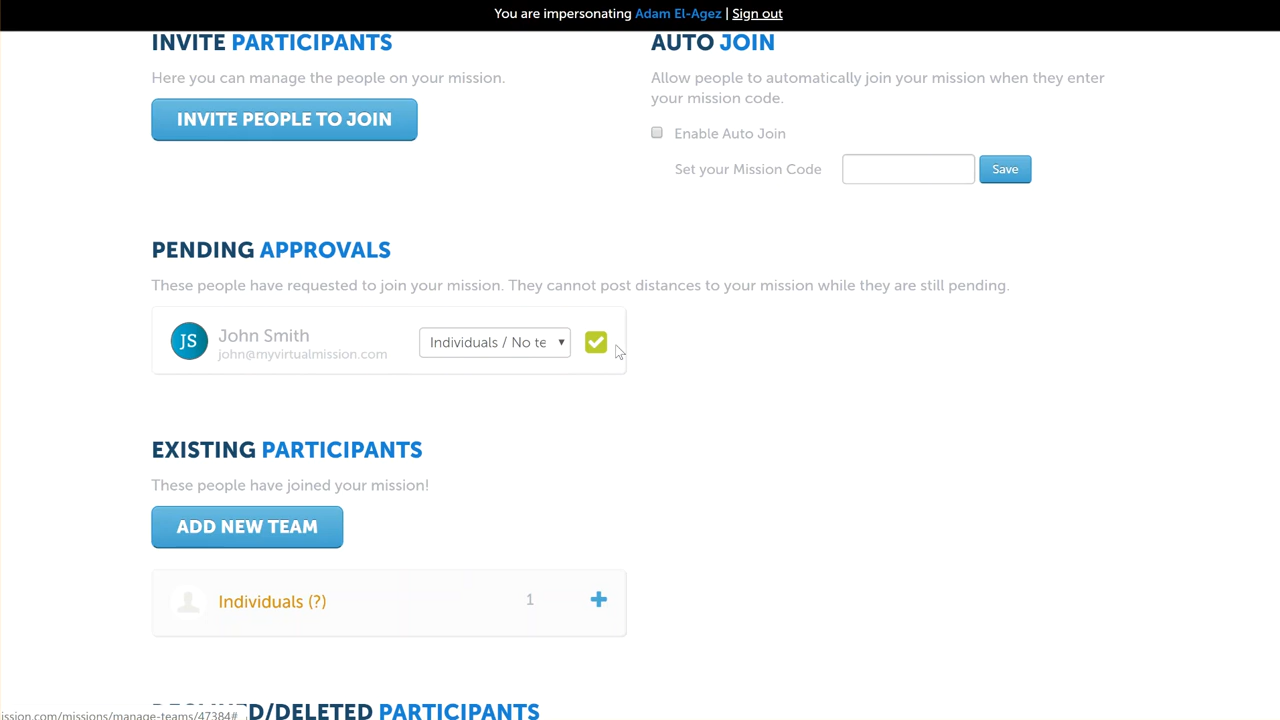 You are impersonating Adam El-Agez | Sign out
INVITE PARTICIPANTS
Here you can manage the people on your mission.
INVITE PEOPLE TO JOIN
AUTO JOIN
Allow people to automatically join your mission when they enter
your mission code.
Enable Auto Join
Set your Mission Code
Save
PENDING APPROVALS
These people have requested to join your mission. They cannot post distances to your mission while they are still pending.
JS
John Smith
john@myvirtualmission.com
Individuals / No te
EXISTING PARTICIPANTS
These people have joined your mission!
ADD NEW TEAM
Individuals (?)
1
D/DELETED PARTICIPANTS
ission.com/missions/manage-teams/47384#